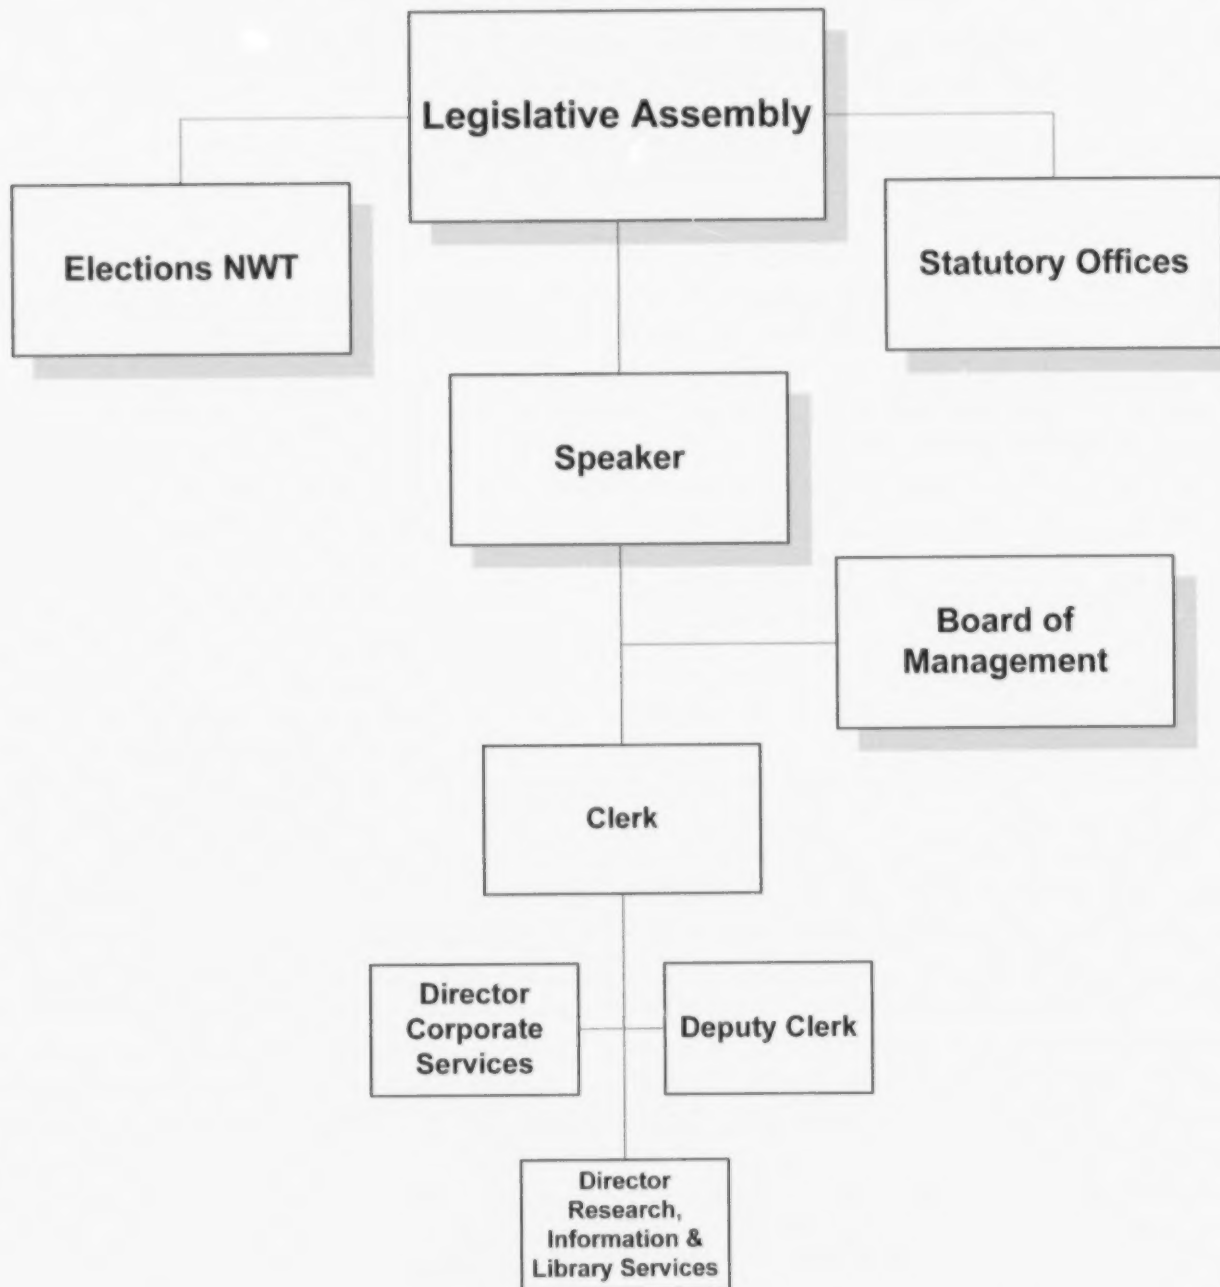 Legislative Assembly
Elections NWT
Statutory Offices
Speaker
Board of
Management
Clerk
Director
Corporate
Services
Deputy Clerk
Director
Research,
Information &
Library Services